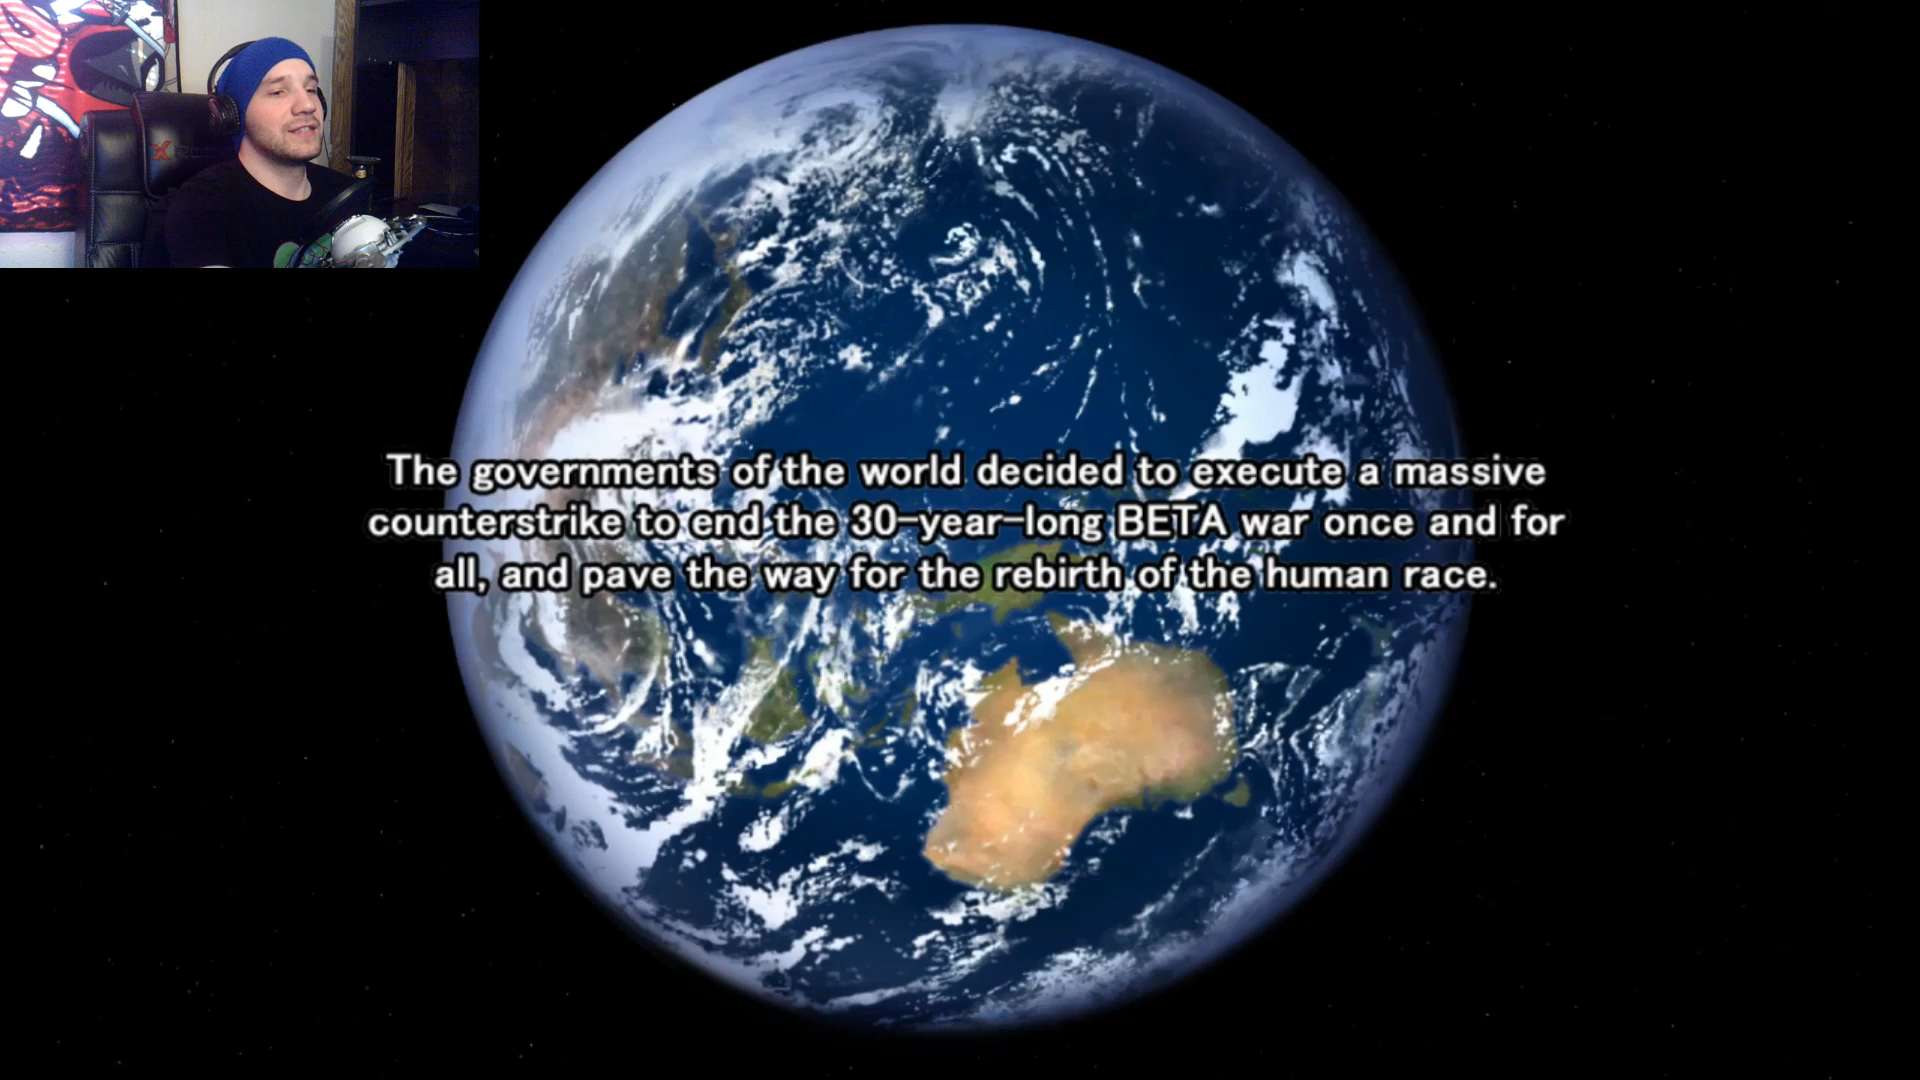 The governments of the world decided to execute a massive
counterstrike to end the 30-year-long BETA war once and for
all, and pave the way for the rebirth of the human race.